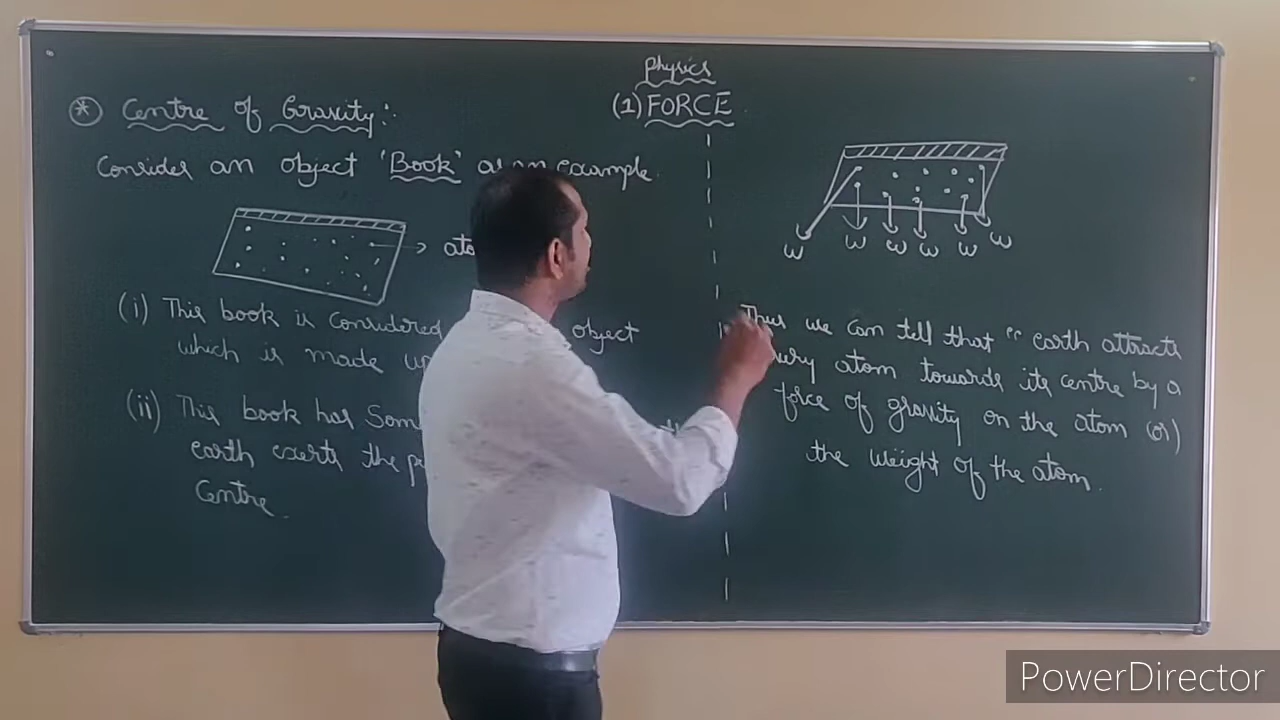 Physics
(1) FORCE
* Centre of Gravity:
Consider an object 'Book' as an example.
(i) This book is considered object
which is made up
(ii) This book has Som
earth exerts the
Centre
w w w w w w
Thus we can tell that " earth attracts
every atom towards its centre by a
force of gravity on the atom (or)
the weight of the atom.
PowerDirector